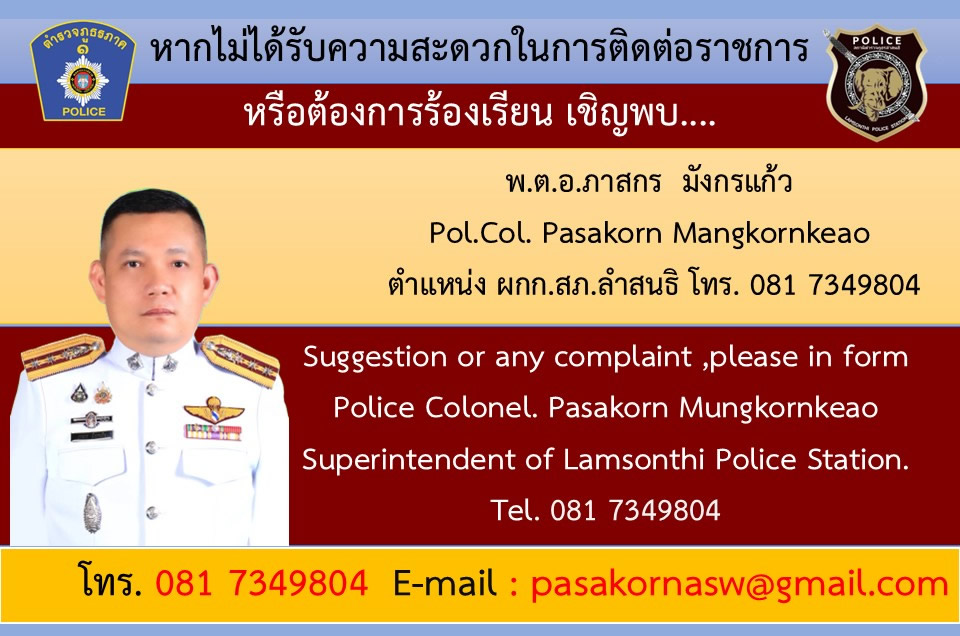 ตำรวจภูธรภาค
๑
POLICE
หากไม่ได้รับความสะดวกในการติดต่อราชการ
POLICE
LAMSONTHI POLICE STATION
หรือต้องการร้องเรียน เชิญพบ....
พ.ต.อ.ภาสกร มังกรแก้ว
Pol.Col. Pasakorn Mangkornkeao
ตำแหน่ง ผกก.สภ.ลำสนธิ โทร. 081 7349804
Suggestion or any complaint ,please in form
Police Colonel. Pasakorn Mungkornkeao
Superintendent of Lamsonthi Police Station.
Tel. 081 7349804
โทร. 081 7349804 E-mail : pasakornasw@gmail.com